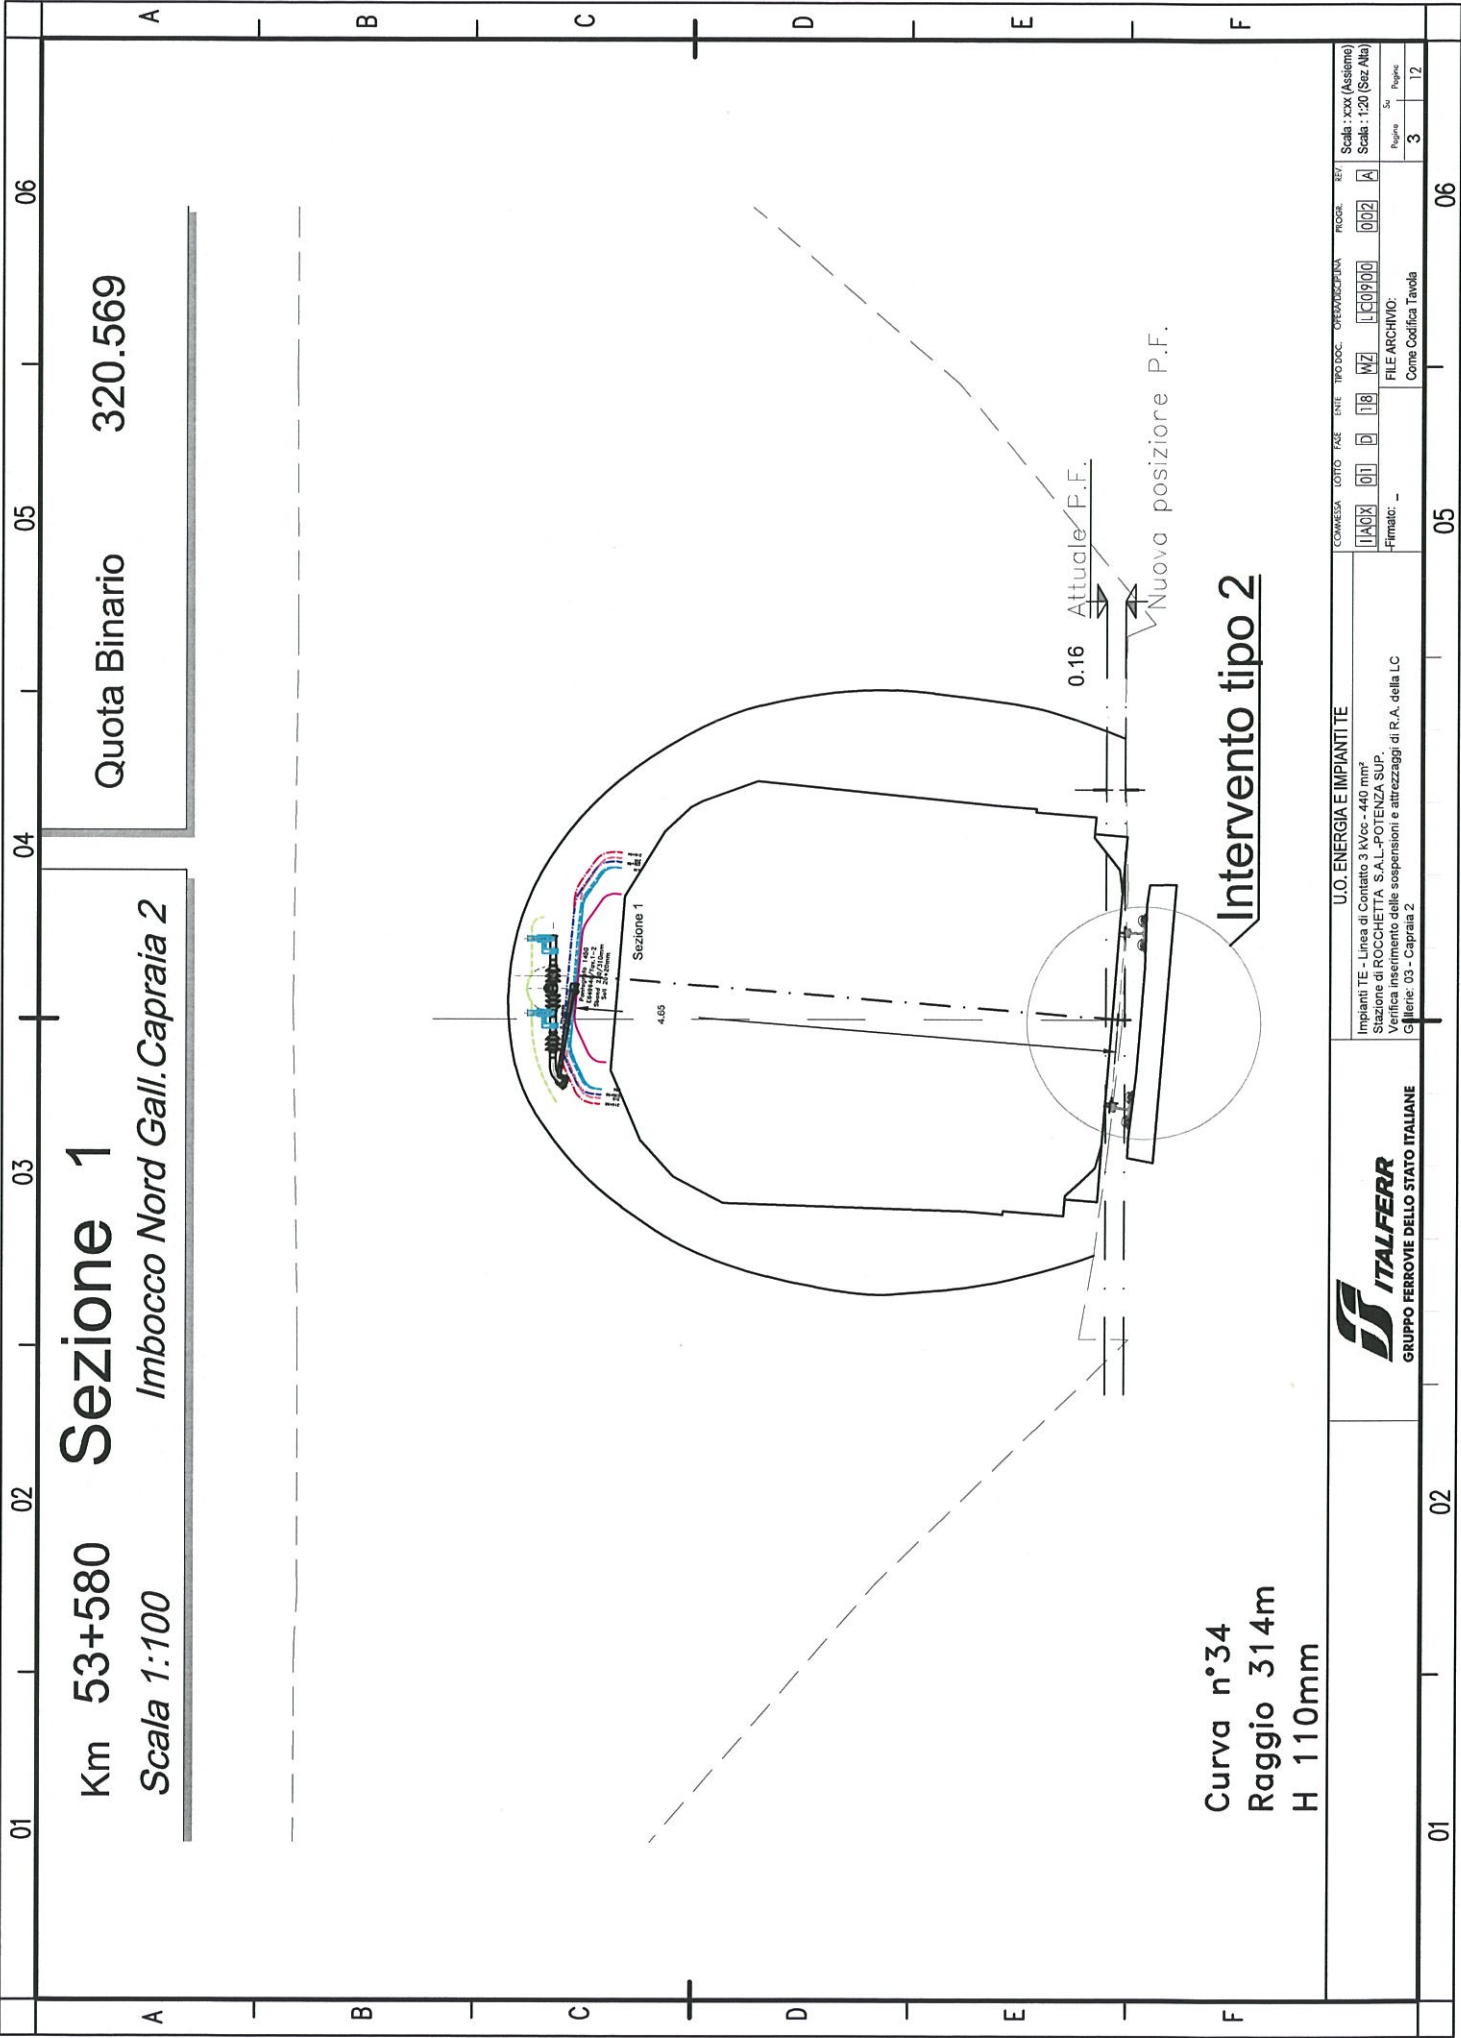 01 02 03 04 05 06
A
B
C
D
E
F
A
B
C
D
E
F
Km 53+580 Sezione 1
Scala 1:100 Imbocco Nord Gall.Capraia 2
Quota Binario 320.569
Sezione 1
4.65
0.16
Attuale P.F.
Nuova posizione P.F.
Intervento tipo 2
Curva n°34
Raggio 314m
H 110mm
ITALFERR
GRUPPO FERROVIE DELLO STATO ITALIANE
U.O. ENERGIA E IMPIANTI TE
Impianti TE - Linea di Contatto 3 kVcc - 440 mm²
Stazione di ROCCHETTA S.A.L.-POTENZA SUP.
Verifica inserimento delle sospensioni e attrezzaggi di R.A. della LC
Gallerie: 03 - Capraia 2
COMMESSA LOTTO FASE ENTE TIPO DOC. OPERA/DISCIPLINA PROGR. REV.
IA0X 01 D 18 WZ LC0900 002 A
Firmato: _
FILE ARCHIVIO:
Come Codifica Tavola
Scala : xxx (Assieme)
Scala : 1:20 (Sez Alta)
Pagina Su Pagine
3 12
01 02 05 06